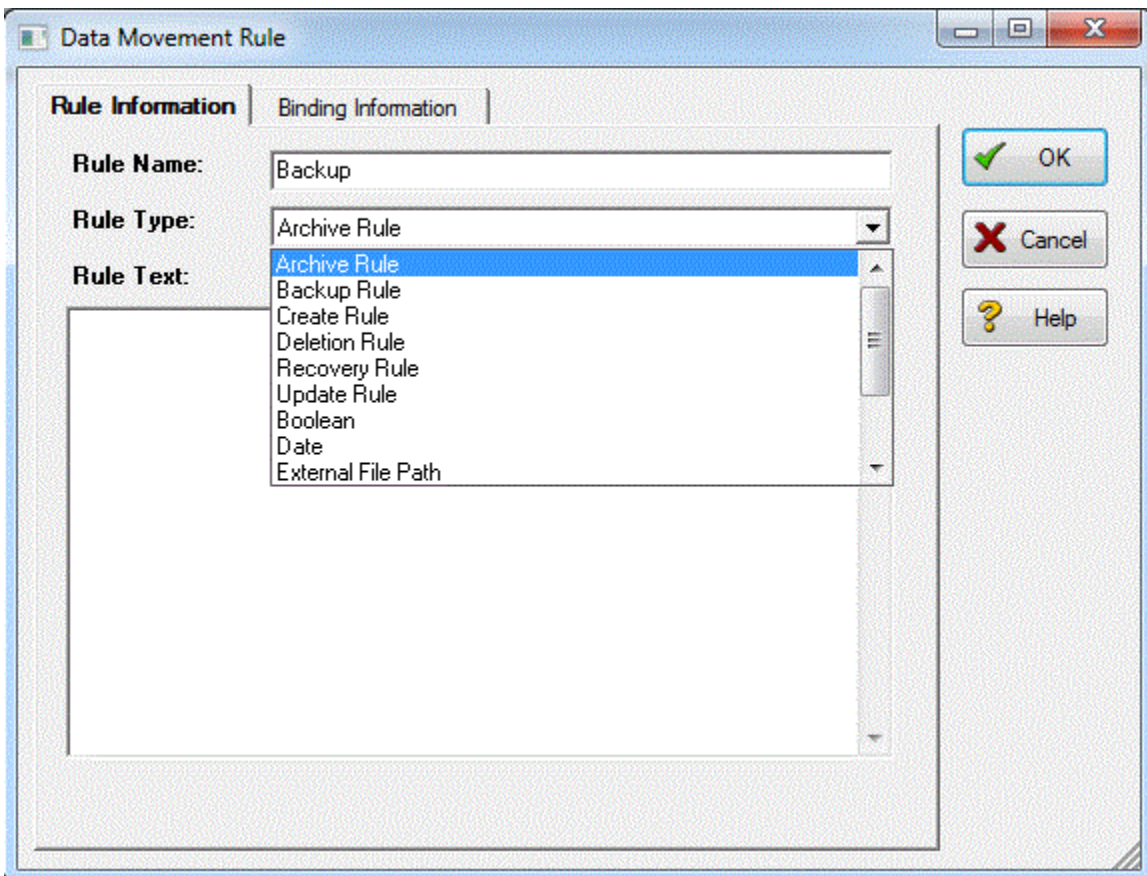 Data Movement Rule
Rule Information
Binding Information
Rule Name:
Backup
Rule Type:
Archive Rule
Rule Text:
Archive Rule
Backup Rule
Create Rule
Deletion Rule
Recovery Rule
Update Rule
Boolean
Date
External File Path
OK
Cancel
Help